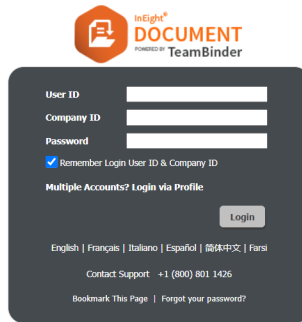 InEight®
DOCUMENT
POWERED BY TeamBinder
User ID
Company ID
Password
Remember Login User ID & Company ID
Multiple Accounts? Login via Profile
Login
English | Français | Italiano | Español | 简体中文 | Farsi
Contact Support +1 (800) 801 1426
Bookmark This Page | Forgot your password?